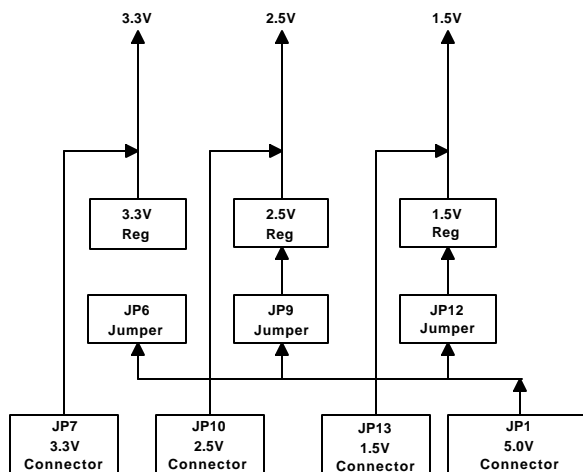 3.3V 2.5V 1.5V
3.3V
Reg
2.5V
Reg
1.5V
Reg
JP6
Jumper
JP9
Jumper
JP12
Jumper
JP7
3.3V
Connector
JP10
2.5V
Connector
JP13
1.5V
Connector
JP1
5.0V
Connector